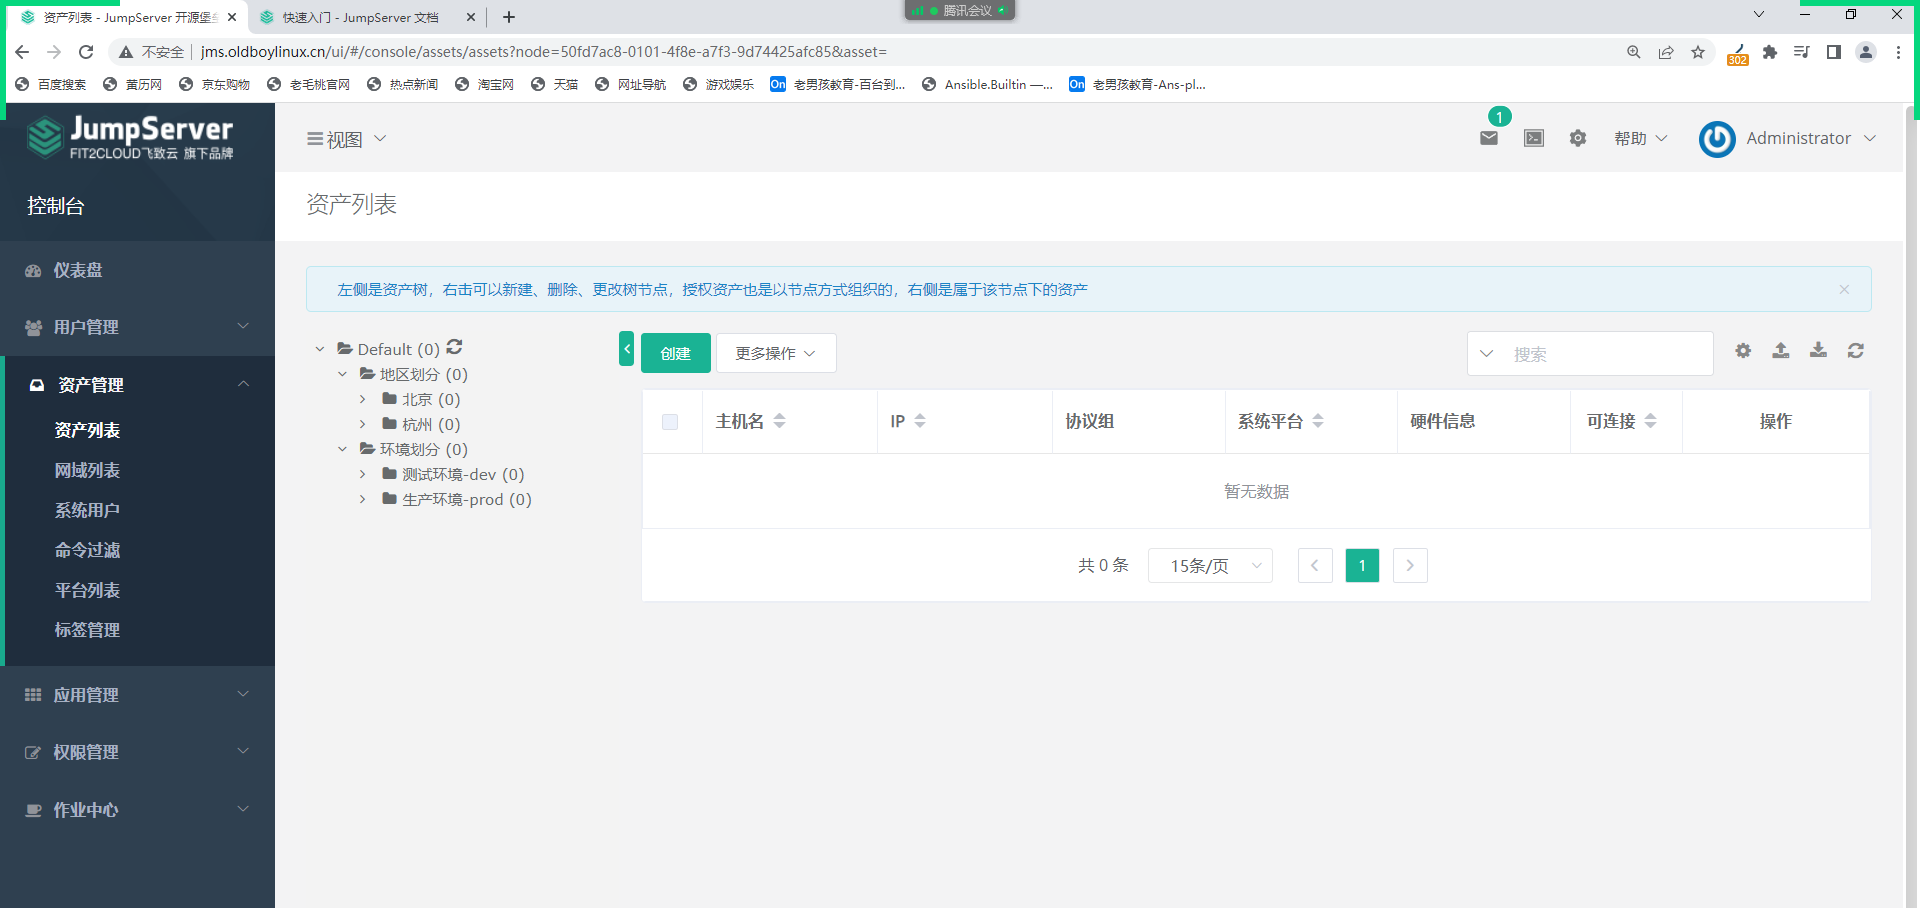 资产列表 - JumpServer 开源堡垒
快速入门 - JumpServer 文档
腾讯会议
不安全
jms.oldboylinux.cn/ui/#/console/assets/assets?node=50fd7ac8-0101-4f8e-a7f3-9d74425afc85&asset=
302
百度搜索
黄历网
京东购物
老毛桃官网
热点新闻
淘宝网
天猫
网址导航
游戏娱乐
On 老男孩教育-百台到...
Ansible.Builtin —...
On 老男孩教育-Ans-pl...
JumpServer
FIT2CLOUD飞致云 旗下品牌
控制台
仪表盘
用户管理
资产管理
资产列表
网域列表
系统用户
命令过滤
平台列表
标签管理
应用管理
权限管理
作业中心
视图
1
帮助
Administrator
资产列表
左侧是资产树，右击可以新建、删除、更改树节点，授权资产也是以节点方式组织的，右侧是属于该节点下的资产
Default (0)
地区划分 (0)
北京 (0)
杭州 (0)
环境划分 (0)
测试环境-dev (0)
生产环境-prod (0)
创建
更多操作
搜索
主机名
IP
协议组
系统平台
硬件信息
可连接
操作
暂无数据
共 0 条
15条/页
1